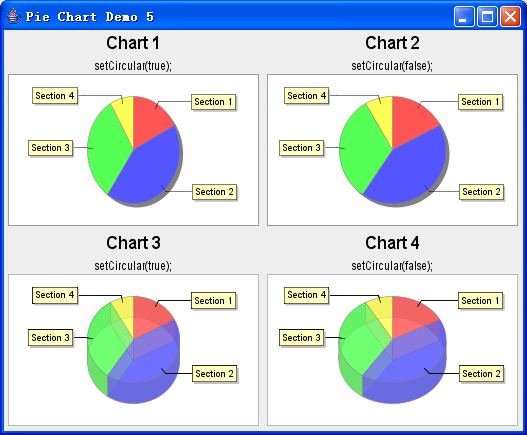 Pie Chart Demo 5
Chart 1
setCircular(true);
Section 4
Section 1
Section 3
Section 2
Chart 2
setCircular(false);
Section 4
Section 1
Section 3
Section 2
Chart 3
setCircular(true);
Section 4
Section 1
Section 3
Section 2
Chart 4
setCircular(false);
Section 4
Section 1
Section 3
Section 2